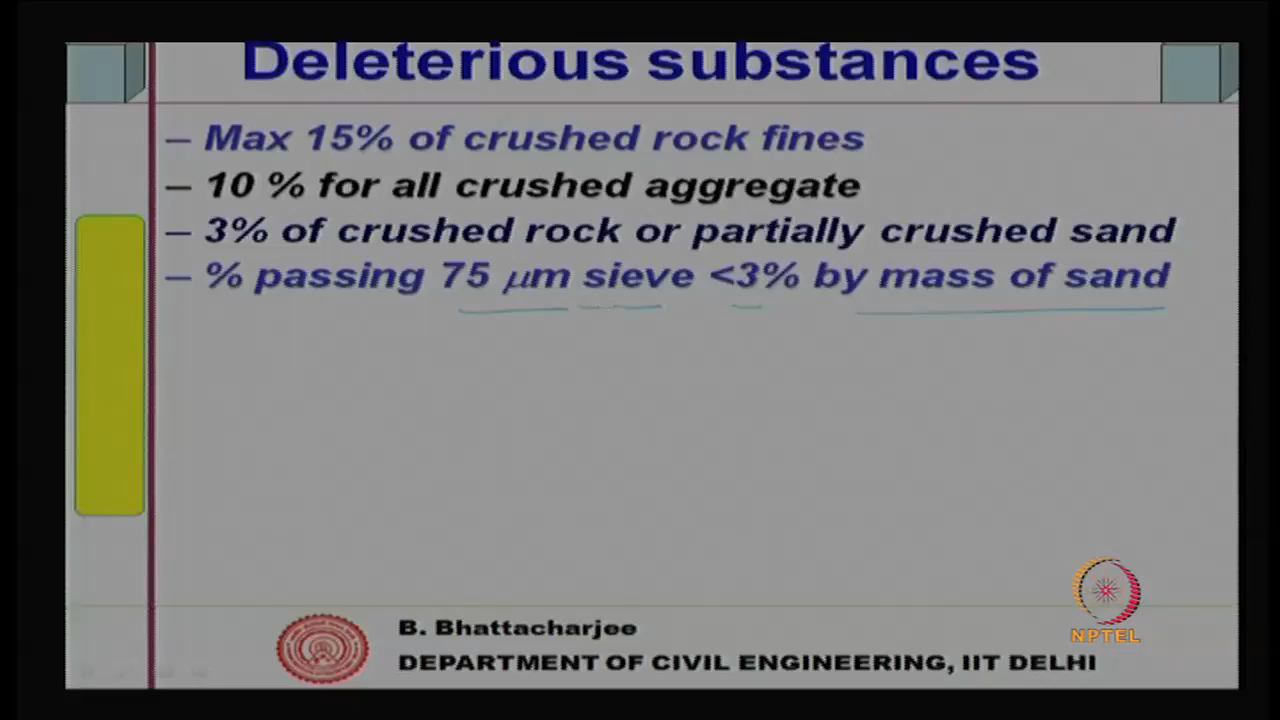 Deleterious substances
– Max 15% of crushed rock fines
– 10 % for all crushed aggregate
– 3% of crushed rock or partially crushed sand
– % passing 75 μm sieve <3% by mass of sand
B. Bhattacharjee
DEPARTMENT OF CIVIL ENGINEERING, IIT DELHI
NPTEL